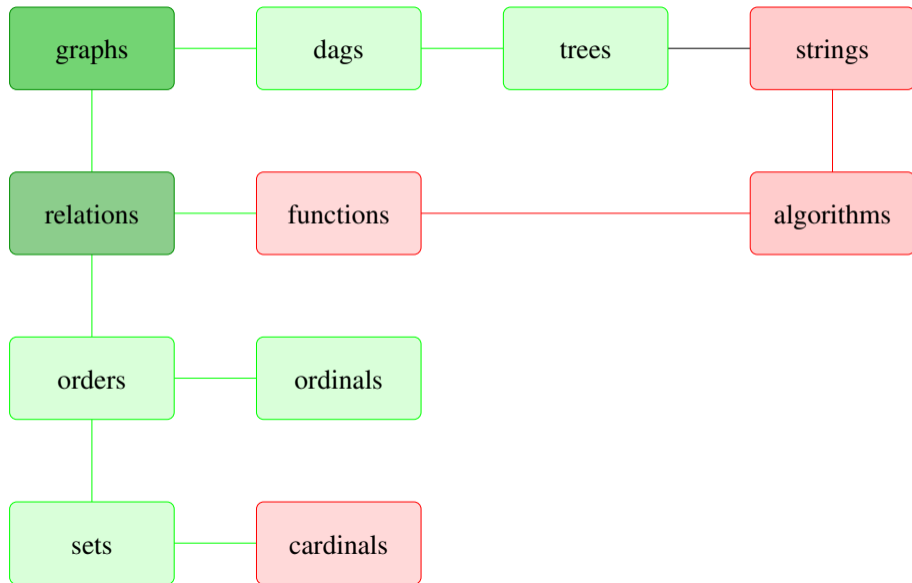 graphs
dags
trees
strings
relations
functions
algorithms
orders
ordinals
sets
cardinals